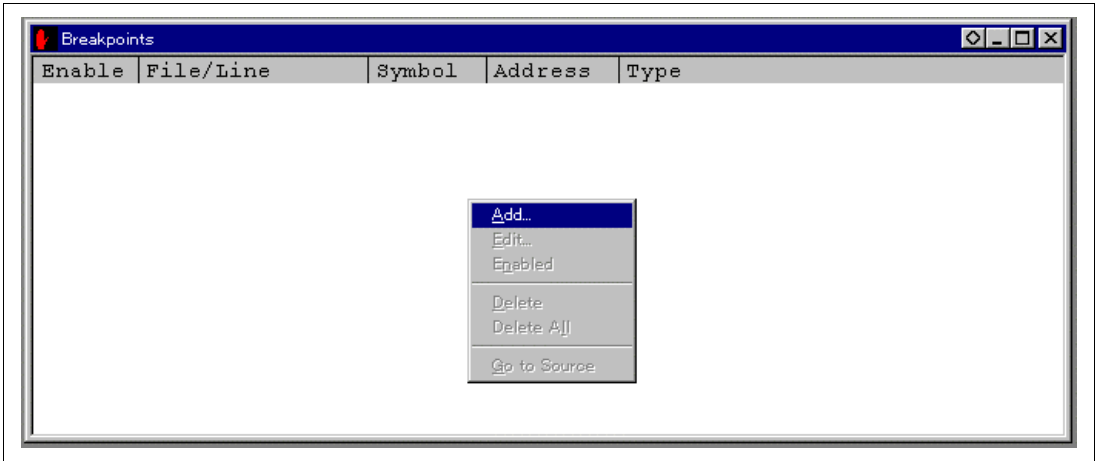 Breakpoints
Enable File/Line Symbol Address Type
Add...
Edit...
Enabled
Delete
Delete All
Go to Source